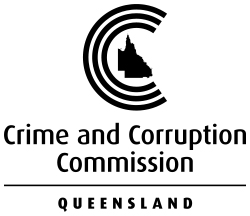 Crime and Corruption
Commission
QUEENSLAND